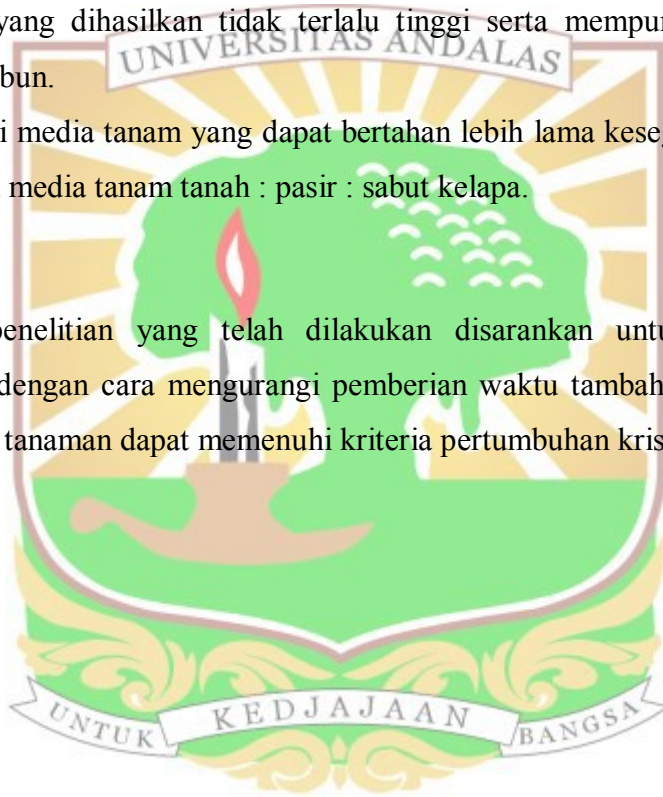 yang dihasilkan tidak terlalu tinggi serta mempun
UNIVERSITAS ANDALAS
bun.
i media tanam yang dapat bertahan lebih lama keseg
media tanam tanah : pasir : sabut kelapa.
penelitian yang telah dilakukan disarankan untu
dengan cara mengurangi pemberian waktu tambah
tanaman dapat memenuhi kriteria pertumbuhan kris
UNTUK KEDJAJAAN BANGSA